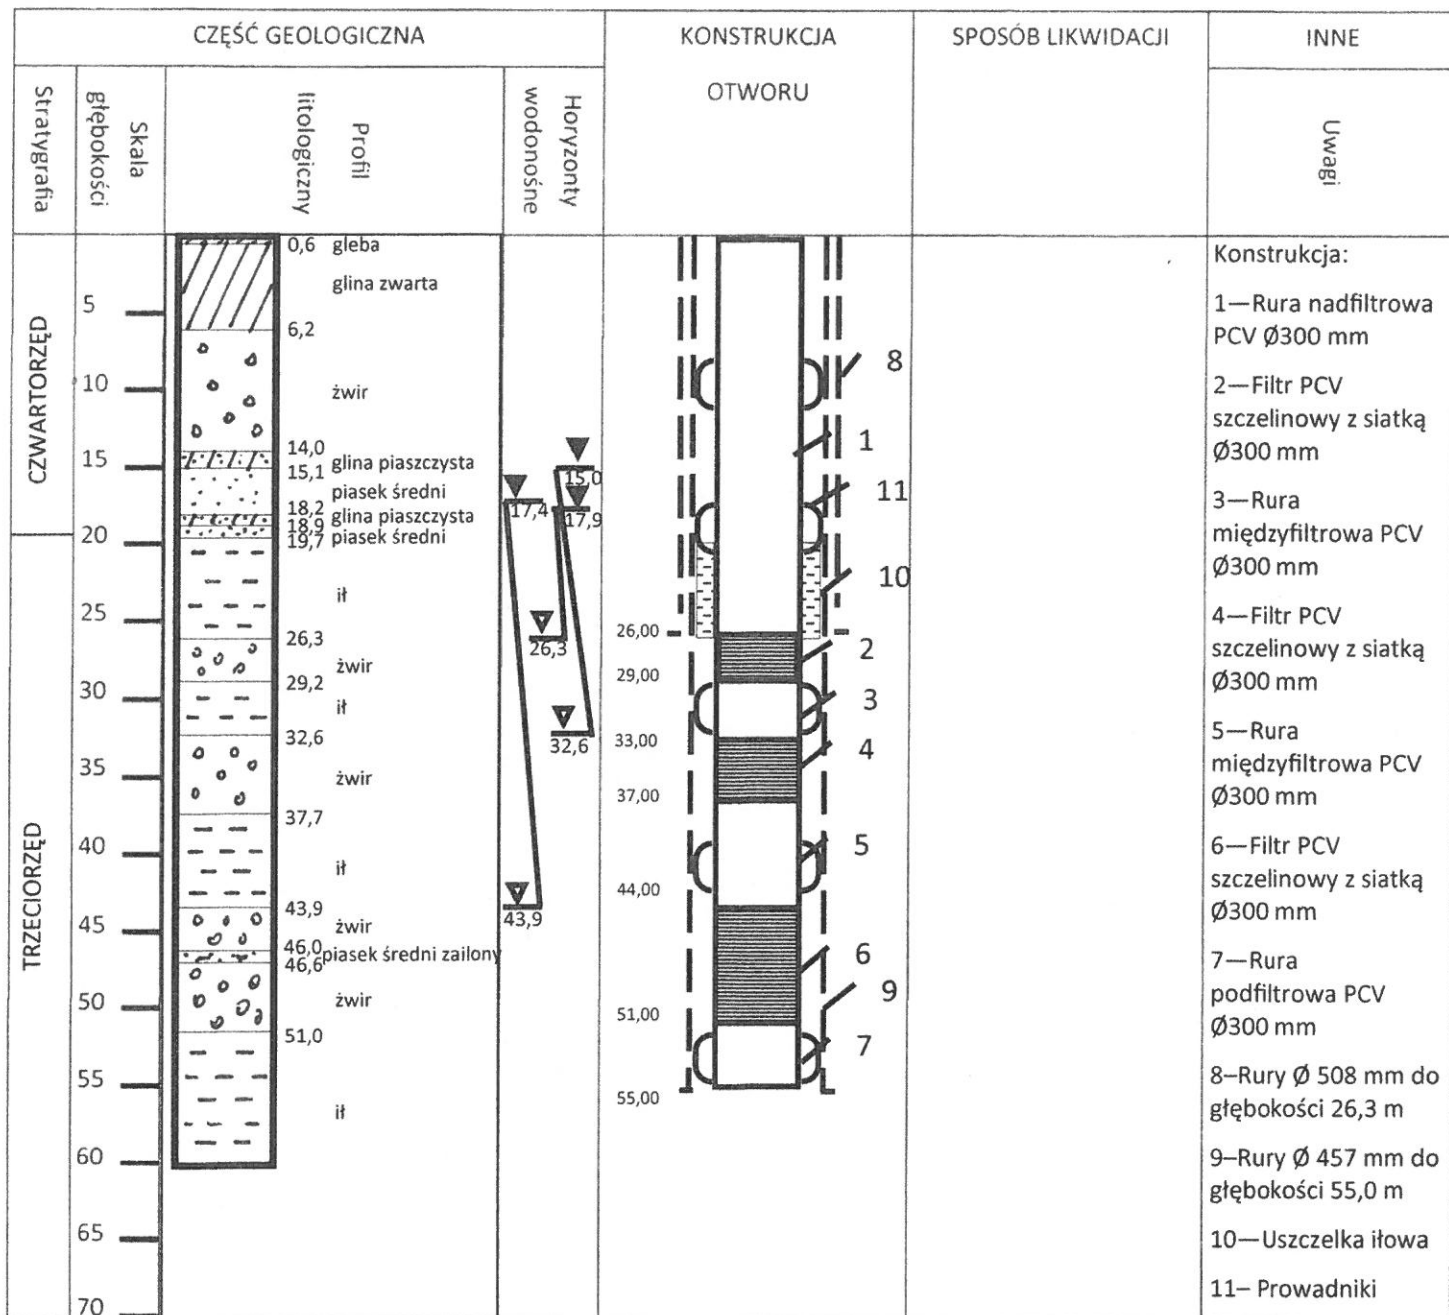 CZĘŚĆ GEOLOGICZNA
KONSTRUKCJA
OTWORU
SPOSÓB LIKWIDACJI
INNE
Stratygrafia
Skala
głębokości
Profil
litologiczny
Horyzonty
wodonośne
Uwagi
CZWARTORZĘD
TRZECIORZĘD
5
10
15
20
25
30
35
40
45
50
55
60
65
70
0,6 gleba
glina zwarta
6,2
żwir
14,0
glina piaszczysta
15,1
piasek średni
18,2
glina piaszczysta
18,9
piasek średni
19,7
ił
26,3
żwir
29,2
ił
32,6
żwir
37,7
ił
43,9
żwir
46,0
piasek średni zailony
46,6
żwir
51,0
ił
15,0
17,4
17,9
26,3
32,6
43,9
26,00
29,00
33,00
37,00
44,00
51,00
55,00
8
1
11
10
2
3
4
5
6
9
7
Konstrukcja:
1—Rura nadfiltrowa
PCV Ø300 mm
2—Filtr PCV
szczelinowy z siatką
Ø300 mm
3—Rura
międzyfiltrowa PCV
Ø300 mm
4—Filtr PCV
szczelinowy z siatką
Ø300 mm
5—Rura
międzyfiltrowa PCV
Ø300 mm
6—Filtr PCV
szczelinowy z siatką
Ø300 mm
7—Rura
podfiltrowa PCV
Ø300 mm
8–Rury Ø 508 mm do
głębokości 26,3 m
9–Rury Ø 457 mm do
głębokości 55,0 m
10—Uszczelka iłowa
11– Prowadniki